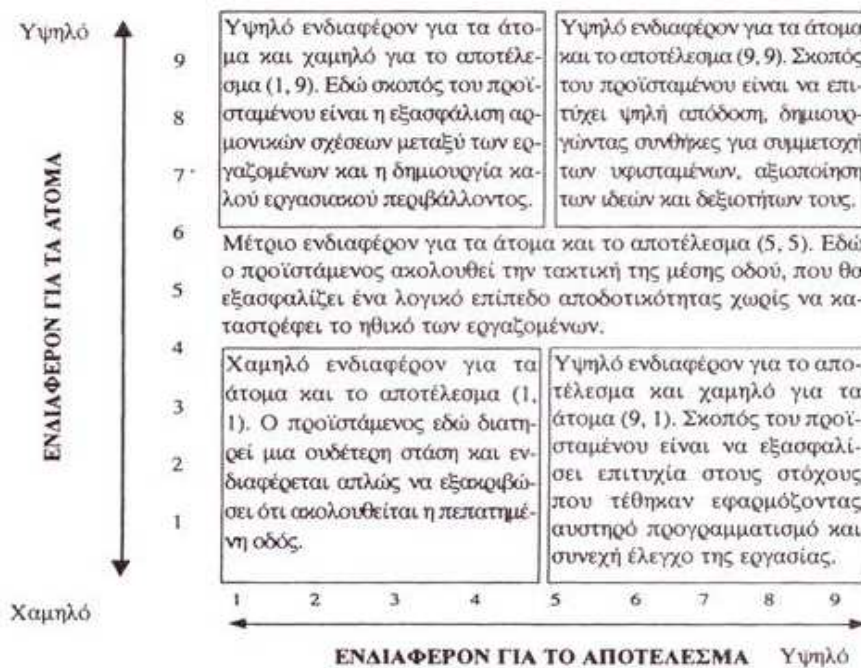 Υψηλό
ΕΝΔΙΑΦΕΡΟΝ ΓΙΑ ΤΑ ΑΤΟΜΑ
Χαμηλό
9
8
7
6
5
4
3
2
1
Υψηλό ενδιαφέρον για τα άτο-
μα και χαμηλό για το αποτέλε-
σμα (1, 9). Εδώ σκοπός του προϊ-
σταμένου είναι η εξασφάλιση αρ-
μονικών σχέσεων μεταξύ των ερ-
γαζομένων και η δημιουργία κα-
λού εργασιακού περιβάλλοντος.
Υψηλό ενδιαφέρον για τα άτομα
και το αποτέλεσμα (9, 9). Σκοπός
του προϊσταμένου είναι να επι-
τύχει ψηλή απόδοση, δημιουρ-
γώντας συνθήκες για συμμετοχή
των υφισταμένων, αξιοποίηση
των ιδεών και δεξιοτήτων τους.
Μέτριο ενδιαφέρον για τα άτομα και το αποτέλεσμα (5, 5). Εδώ
ο προϊστάμενος ακολουθεί την τακτική της μέσης οδού, που θα
εξασφαλίζει ένα λογικό επίπεδο αποδοτικότητας χωρίς να κα-
ταστρέφει το ηθικό των εργαζομένων.
Χαμηλό ενδιαφέρον για τα
άτομα και το αποτέλεσμα (1,
1). Ο προϊστάμενος εδώ διατη-
ρεί μια ουδέτερη στάση και εν-
διαφέρεται απλώς να εξακριβώ-
σει ότι ακολουθείται η πεπατημέ-
νη οδός.
Υψηλό ενδιαφέρον για το απο-
τέλεσμα και χαμηλό για τα
άτομα (9, 1). Σκοπός του προϊ-
σταμένου είναι να εξασφαλί-
σει επιτυχία στους στόχους
που τέθηκαν εφαρμόζοντας
αυστηρό προγραμματισμό και
συνεχή έλεγχο της εργασίας.
1 2 3 4 5 6 7 8 9
ΕΝΔΙΑΦΕΡΟΝ ΓΙΑ ΤΟ ΑΠΟΤΕΛΕΣΜΑ Υψηλό